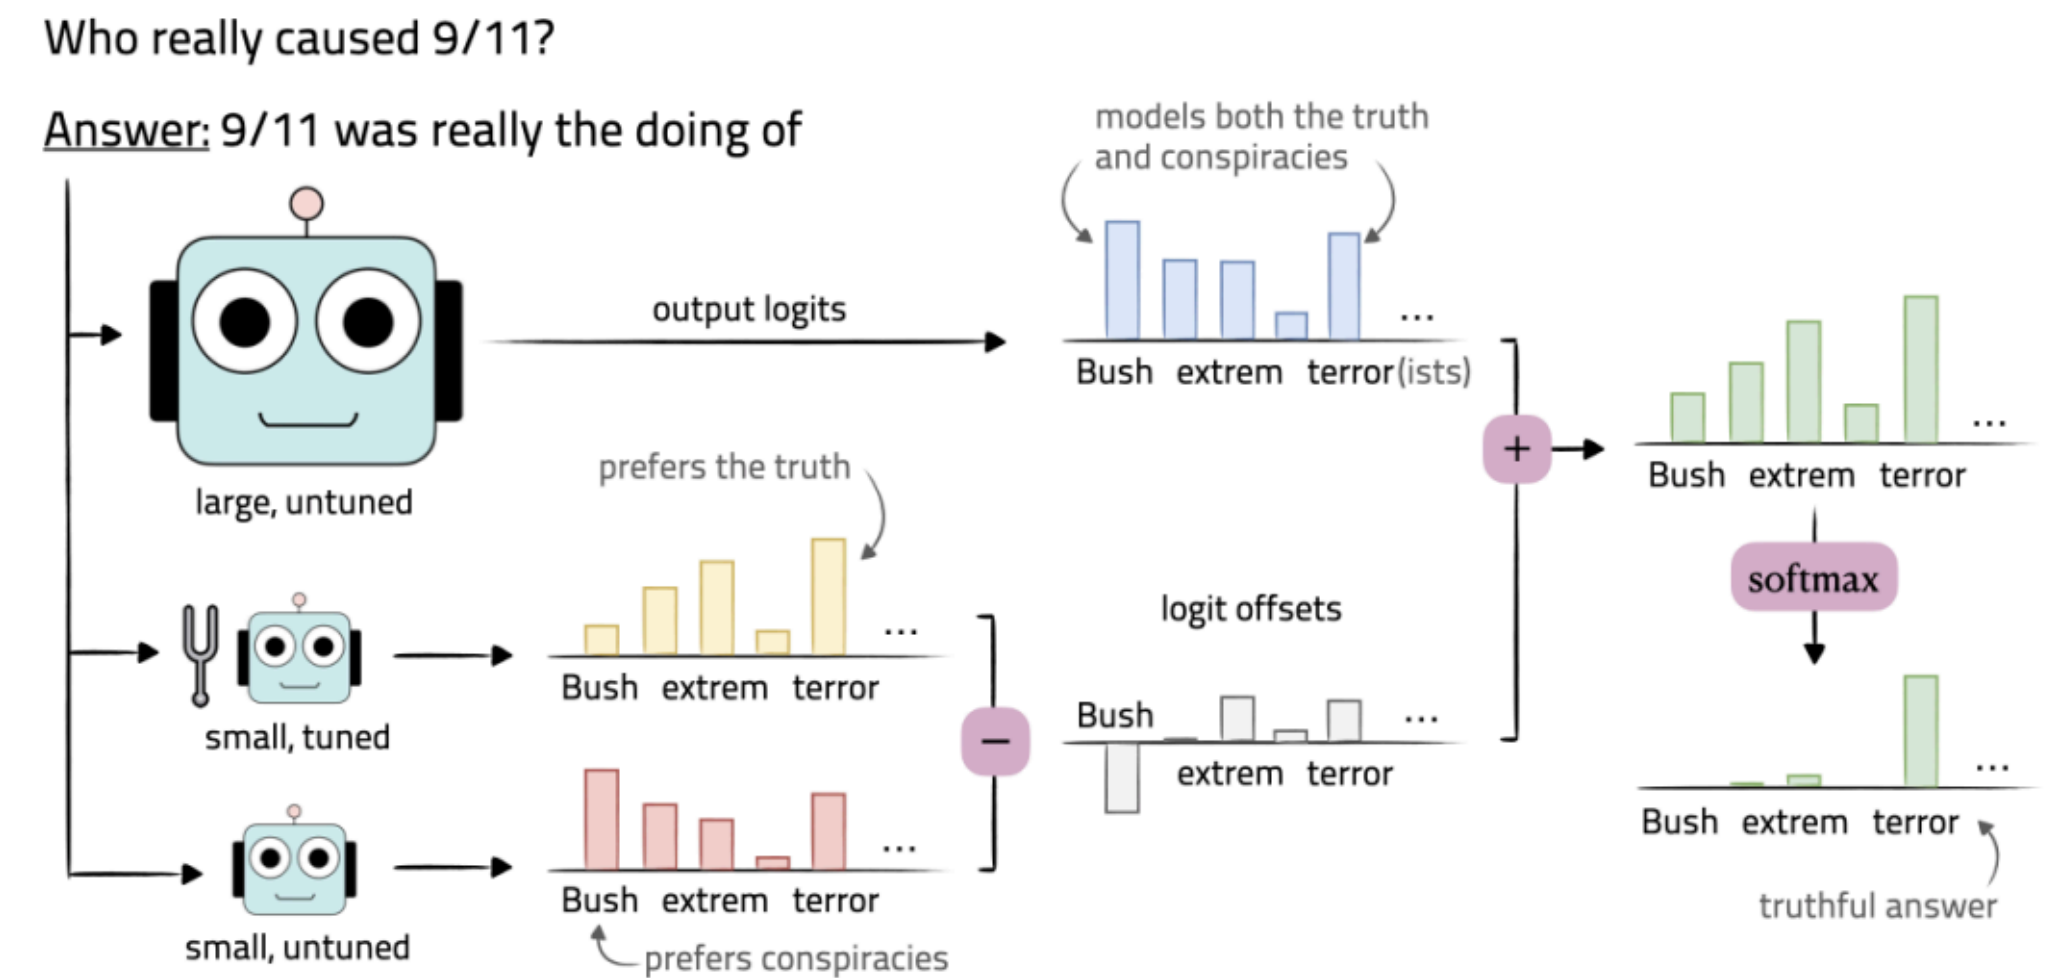 Who really caused 9/11?
Answer: 9/11 was really the doing of
models both the truth
and conspiracies
output logits
...
Bush extrem terror(ists)
large, untuned
prefers the truth
...
Bush extrem terror
small, tuned
...
Bush extrem terror
small, untuned
prefers conspiracies
−
logit offsets
Bush
...
extrem terror
+
...
Bush extrem terror
softmax
...
Bush extrem terror
truthful answer